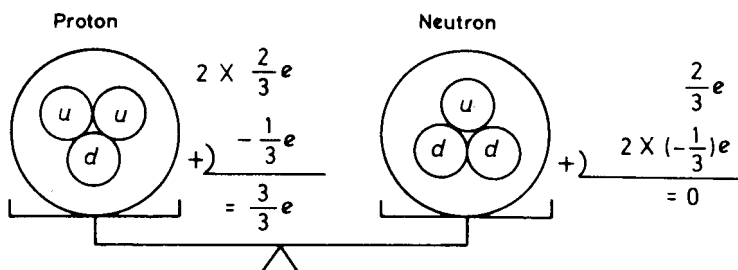 Proton
u u
d
2 X 2/3 e
+) - 1/3 e
= 3/3 e
Neutron
u
d d
2/3 e
+) 2 X (-1/3)e
= 0